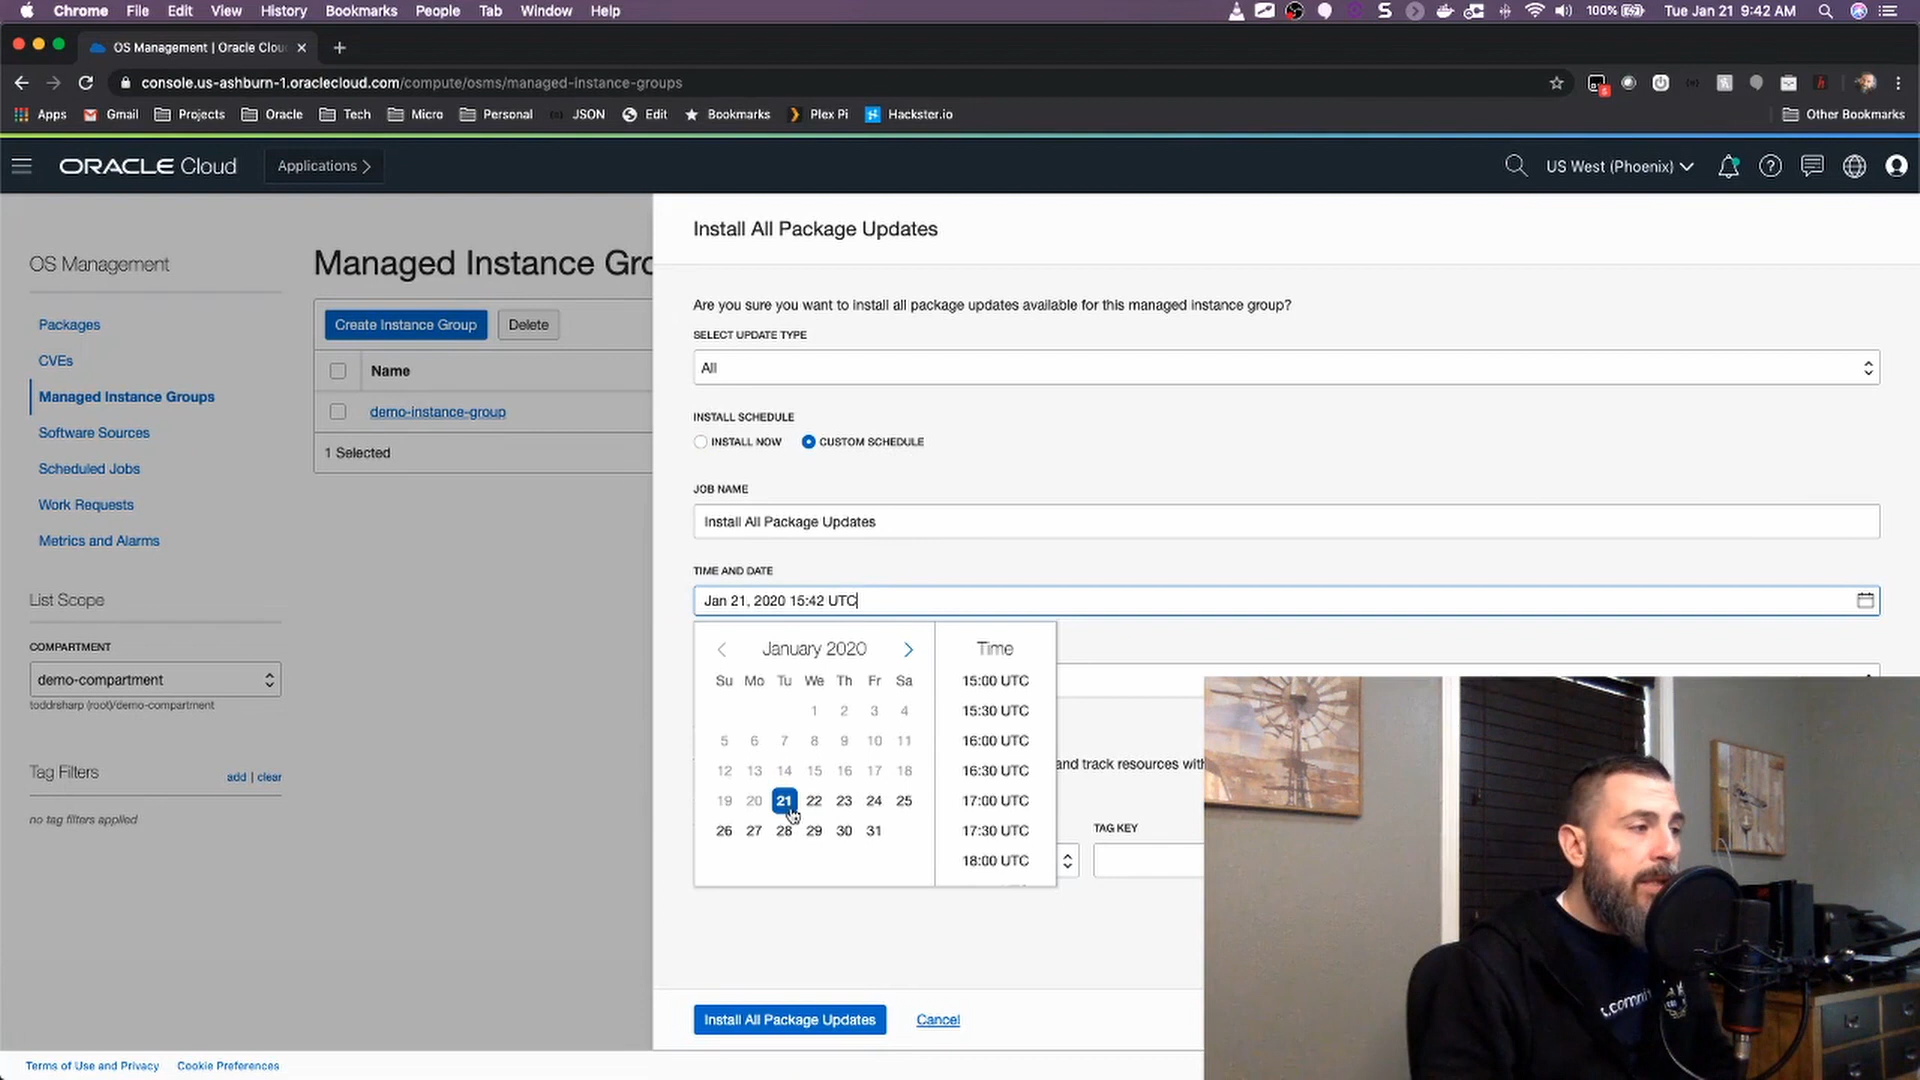 Chrome File Edit View History Bookmarks People Tab Window Help
100% Tue Jan 21 9:42 AM
OS Management | Oracle Clou
console.us-ashburn-1.oraclecloud.com/compute/osms/managed-instance-groups
Apps Gmail Projects Oracle Tech Micro Personal JSON Edit Bookmarks Plex Pi Hackster.io Other Bookmarks
ORACLE Cloud Applications US West (Phoenix)
OS Management
Packages
CVEs
Managed Instance Groups
Software Sources
Scheduled Jobs
Work Requests
Metrics and Alarms
List Scope
COMPARTMENT
demo-compartment
toddrsharp (root)/demo-compartment
Tag Filters add | clear
no tag filters applied
Managed Instance Gro
Create Instance Group Delete
Name
demo-instance-group
1 Selected
Install All Package Updates
Are you sure you want to install all package updates available for this managed instance group?
SELECT UPDATE TYPE
All
INSTALL SCHEDULE
INSTALL NOW CUSTOM SCHEDULE
JOB NAME
Install All Package Updates
TIME AND DATE
Jan 21, 2020 15:42 UTC
January 2020
Su Mo Tu We Th Fr Sa
1 2 3 4
5 6 7 8 9 10 11
12 13 14 15 16 17 18
19 20 21 22 23 24 25
26 27 28 29 30 31
Time
15:00 UTC
15:30 UTC
16:00 UTC
16:30 UTC
17:00 UTC
17:30 UTC
18:00 UTC
and track resources with
TAG KEY
Install All Package Updates Cancel
Terms of Use and Privacy Cookie Preferences